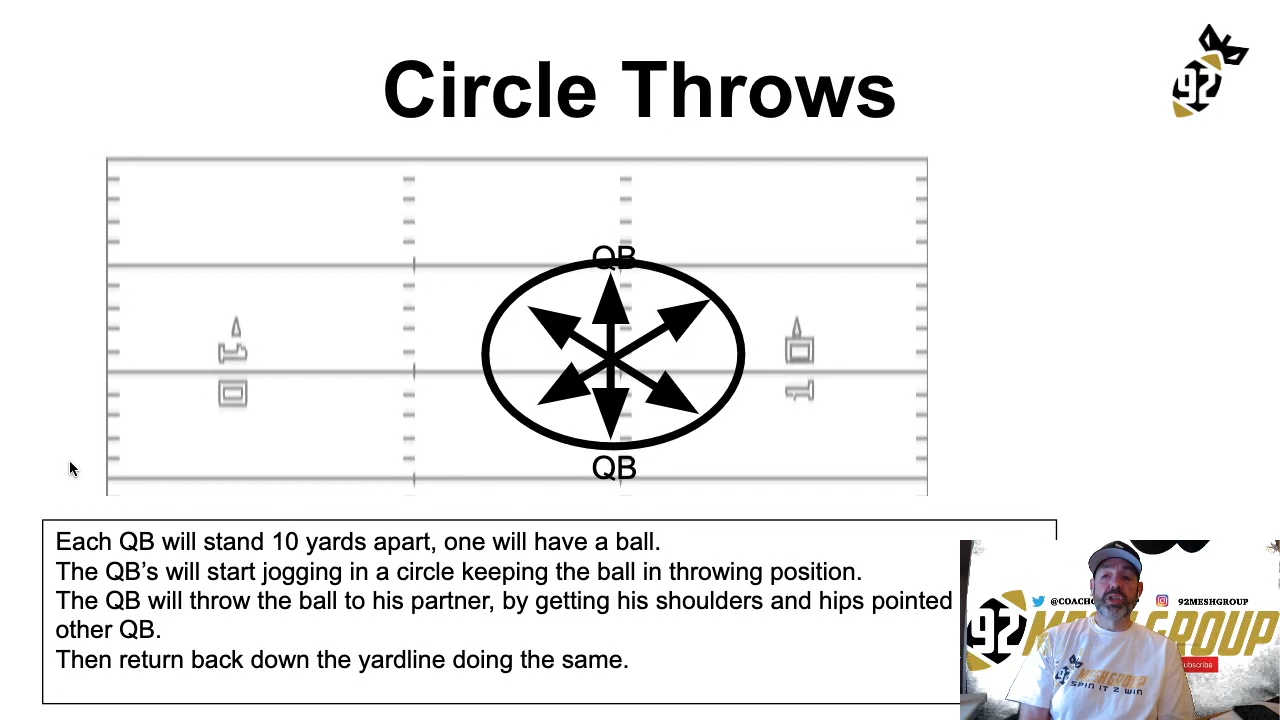 Circle Throws
92
QB
QB
Each QB will stand 10 yards apart, one will have a ball.
The QB’s will start jogging in a circle keeping the ball in throwing position.
The QB will throw the ball to his partner, by getting his shoulders and hips pointed
other QB.
Then return back down the yardline doing the same.
92MESHGROUP
92
GROUP
SPIN IT 2 WIN